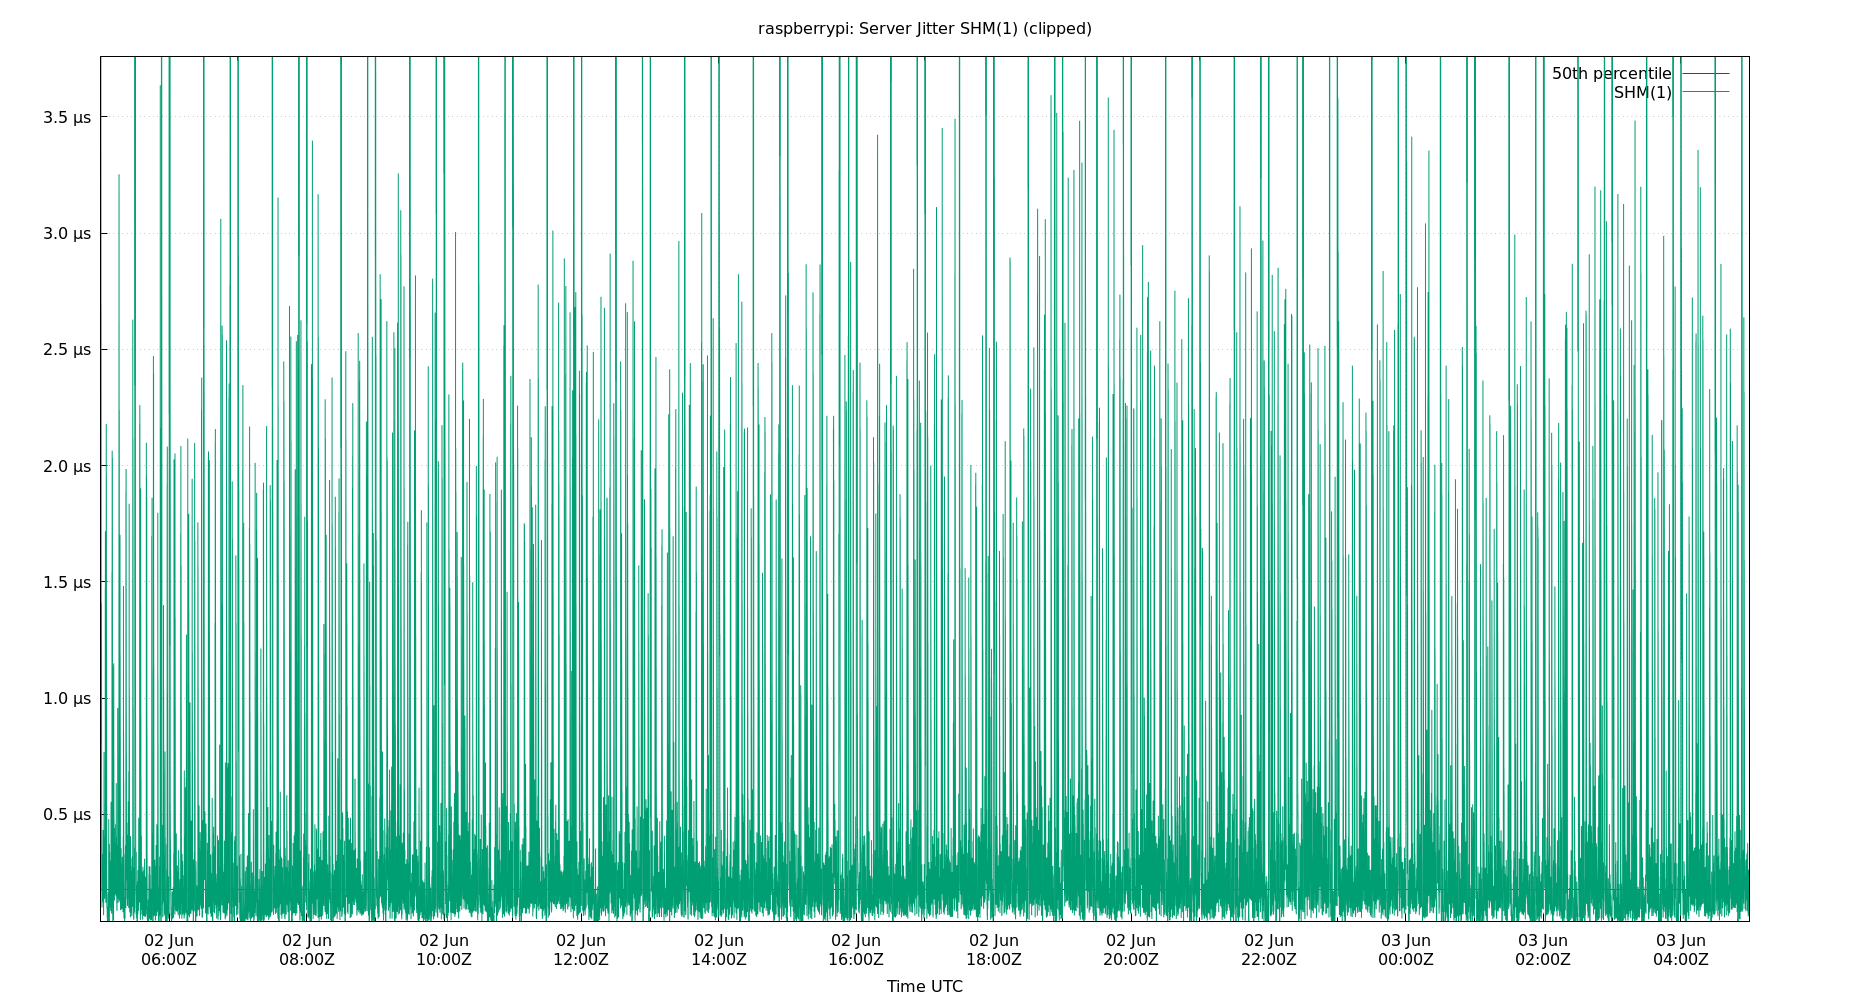 raspberrypi: Server Jitter SHM(1) (clipped)
50th percentile
SHM(1)
3.5 µs
3.0 µs
2.5 µs
2.0 µs
1.5 µs
1.0 µs
0.5 µs
02 Jun 02 Jun 02 Jun 02 Jun 02 Jun 02 Jun 02 Jun 02 Jun 02 Jun 03 Jun 03 Jun 03 Jun
06:00Z 08:00Z 10:00Z 12:00Z 14:00Z 16:00Z 18:00Z 20:00Z 22:00Z 00:00Z 02:00Z 04:00Z
Time UTC